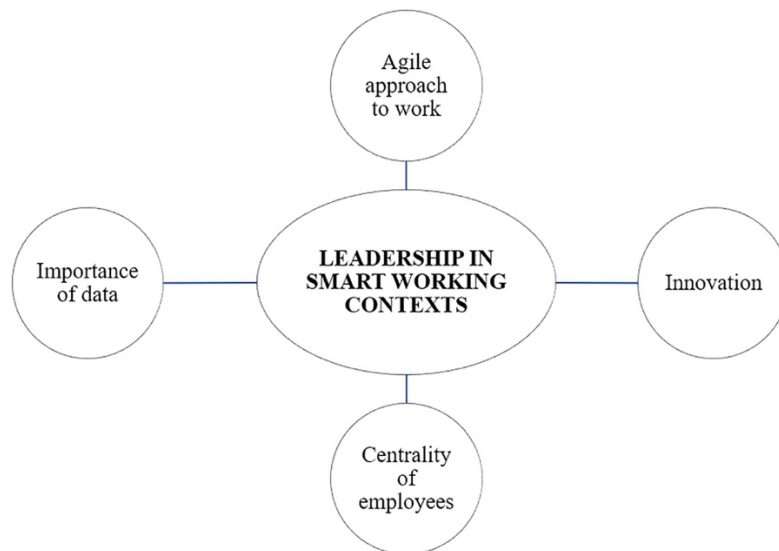 Agile
approach
to work
Importance
of data
LEADERSHIP IN
SMART WORKING
CONTEXTS
Innovation
Centrality
of
employees